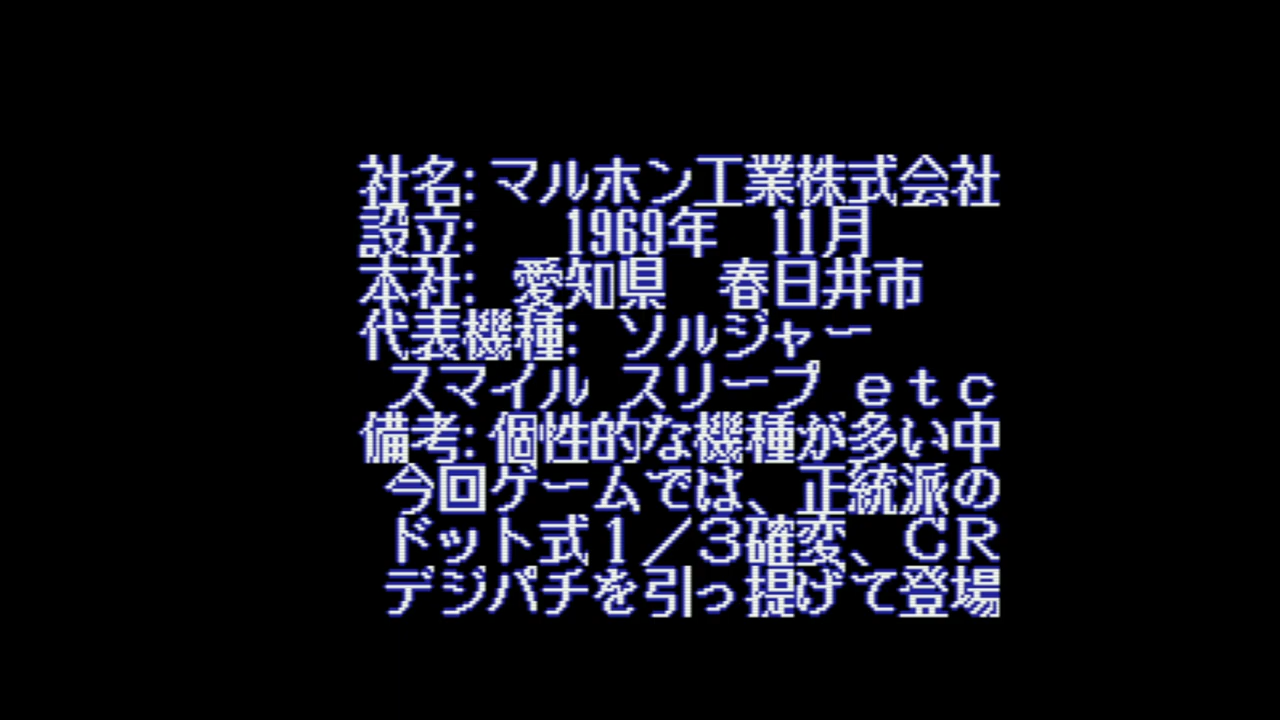 社名: マルホン工業株式会社
設立:　1969年　11月
本社: 愛知県　春日井市
代表機種: ソルジャー
スマイル スリープ ｅｔｃ
備考: 個性的な機種が多い中
今回ゲームでは、正統派の
ドット式１／３確変、ＣＲ
デジパチを引っ提げて登場